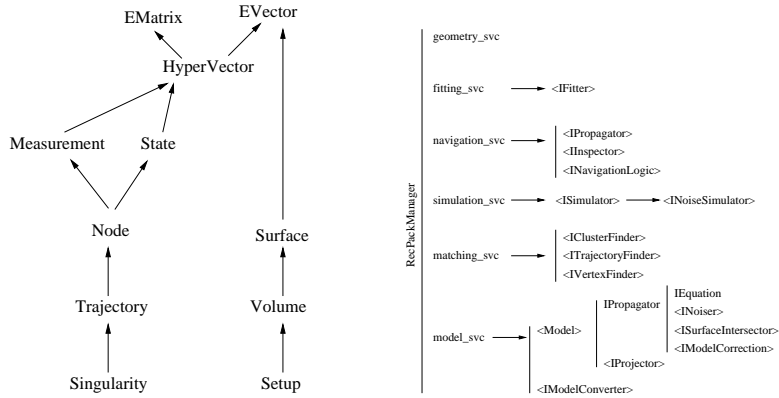 EMatrix
EVector
HyperVector
Measurement
State
Node
Surface
Trajectory
Volume
Singularity
Setup
RecPackManager
geometry_svc
fitting_svc
<IFitter>
navigation_svc
<IPropagator>
<IInspector>
<INavigationLogic>
simulation_svc
<ISimulator>
<INoiseSimulator>
matching_svc
<IClusterFinder>
<ITrajectoryFinder>
<IVertexFinder>
model_svc
<Model>
IPropagator
IEquation
<INoiser>
<ISurfaceIntersector>
<IModelCorrection>
<IProjector>
<IModelConverter>